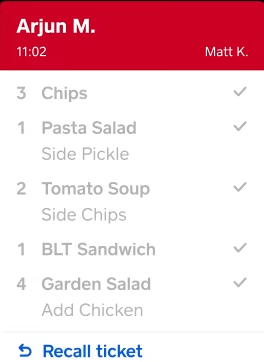 Arjun M.
11:02 Matt K.
3 Chips
1 Pasta Salad
Side Pickle
2 Tomato Soup
Side Chips
1 BLT Sandwich
4 Garden Salad
Add Chicken
Recall ticket